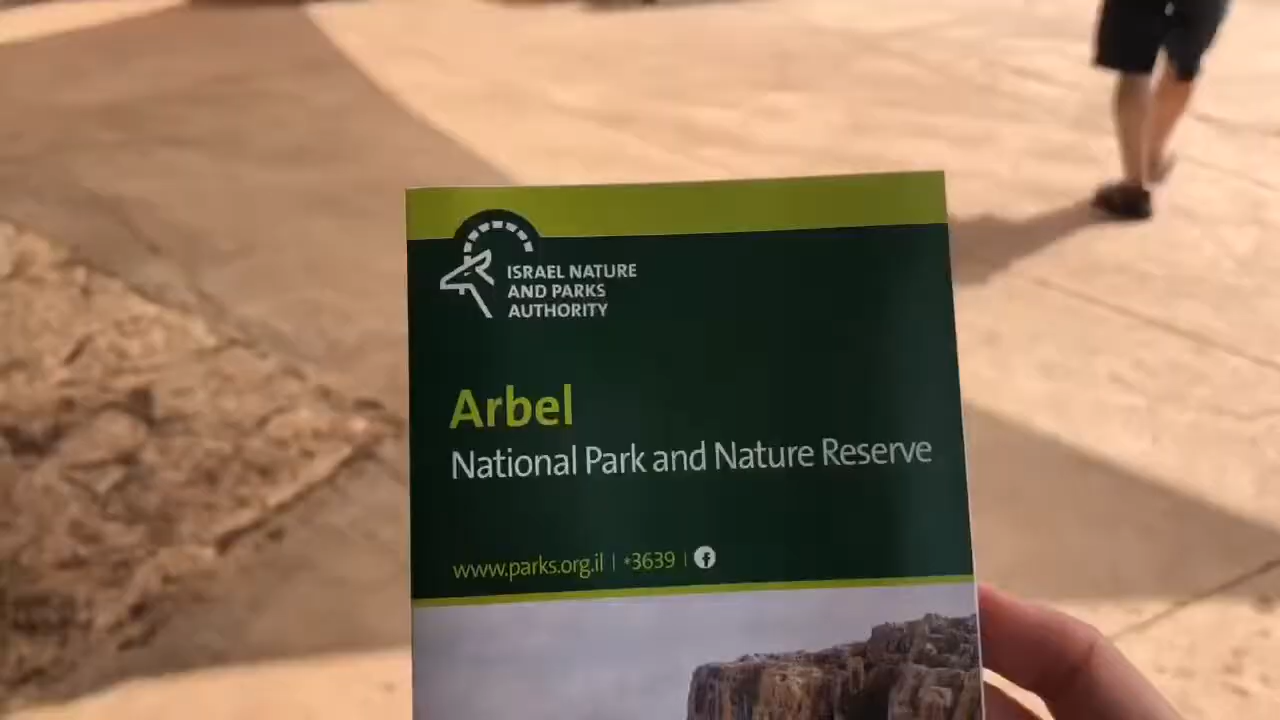 ISRAEL NATURE
AND PARKS
AUTHORITY
Arbel
National Park and Nature Reserve
www.parks.org.il | *3639 |